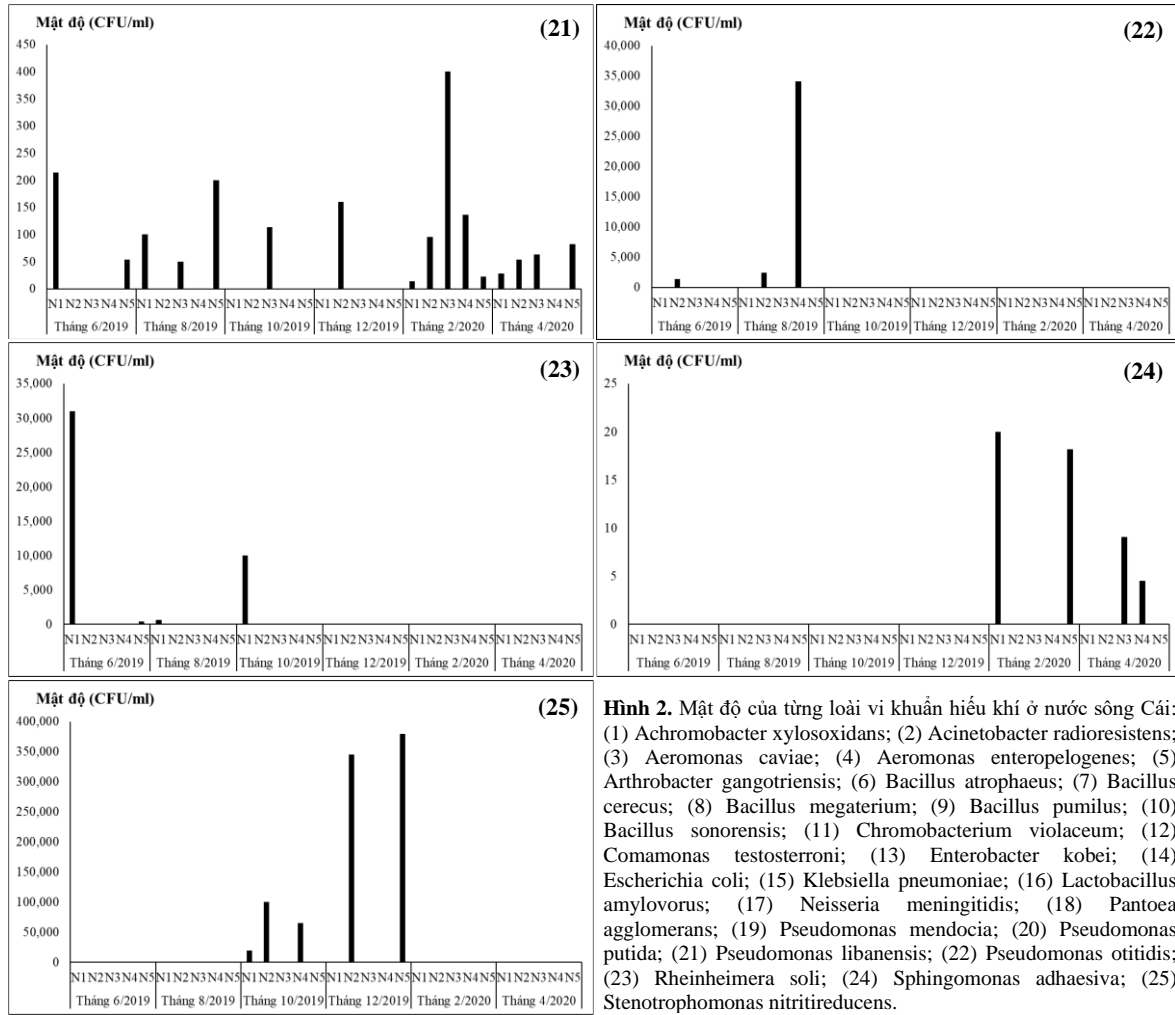 Mật độ (CFU/ml)
(21)
450
400
350
300
250
200
150
100
50
0
N1 N2 N3 N4 N5 N1 N2 N3 N4 N5 N1 N2 N3 N4 N5 N1 N2 N3 N4 N5 N1 N2 N3 N4 N5 N1 N2 N3 N4 N5
Tháng 6/2019 Tháng 8/2019 Tháng 10/2019 Tháng 12/2019 Tháng 2/2020 Tháng 4/2020
Mật độ (CFU/ml)
(22)
40,000
35,000
30,000
25,000
20,000
15,000
10,000
5,000
0
N1 N2 N3 N4 N5 N1 N2 N3 N4 N5 N1 N2 N3 N4 N5 N1 N2 N3 N4 N5 N1 N2 N3 N4 N5 N1 N2 N3 N4 N5
Tháng 6/2019 Tháng 8/2019 Tháng 10/2019 Tháng 12/2019 Tháng 2/2020 Tháng 4/2020
Mật độ (CFU/ml)
(23)
35,000
30,000
25,000
20,000
15,000
10,000
5,000
0
N1 N2 N3 N4 N5 N1 N2 N3 N4 N5 N1 N2 N3 N4 N5 N1 N2 N3 N4 N5 N1 N2 N3 N4 N5 N1 N2 N3 N4 N5
Tháng 6/2019 Tháng 8/2019 Tháng 10/2019 Tháng 12/2019 Tháng 2/2020 Tháng 4/2020
Mật độ (CFU/ml)
(24)
25
20
15
10
5
0
N1 N2 N3 N4 N5 N1 N2 N3 N4 N5 N1 N2 N3 N4 N5 N1 N2 N3 N4 N5 N1 N2 N3 N4 N5 N1 N2 N3 N4 N5
Tháng 6/2019 Tháng 8/2019 Tháng 10/2019 Tháng 12/2019 Tháng 2/2020 Tháng 4/2020
Mật độ (CFU/ml)
(25)
400,000
350,000
300,000
250,000
200,000
150,000
100,000
50,000
0
N1 N2 N3 N4 N5 N1 N2 N3 N4 N5 N1 N2 N3 N4 N5 N1 N2 N3 N4 N5 N1 N2 N3 N4 N5 N1 N2 N3 N4 N5
Tháng 6/2019 Tháng 8/2019 Tháng 10/2019 Tháng 12/2019 Tháng 2/2020 Tháng 4/2020
Hình 2. Mật độ của từng loài vi khuẩn hiếu khí ở nước sông Cái:
(1) Achromobacter xylosoxidans; (2) Acinetobacter radioresistens;
(3) Aeromonas caviae; (4) Aeromonas enteropelogenes; (5)
Arthrobacter gangotriensis; (6) Bacillus atrophaeus; (7) Bacillus
cerecus; (8) Bacillus megaterium; (9) Bacillus pumilus; (10)
Bacillus sonorensis; (11) Chromobacterium violaceum; (12)
Comamonas testosterroni; (13) Enterobacter kobei; (14)
Escherichia coli; (15) Klebsiella pneumoniae; (16) Lactobacillus
amylovorus; (17) Neisseria meningitidis; (18) Pantoea
agglomerans; (19) Pseudomonas mendocia; (20) Pseudomonas
putida; (21) Pseudomonas libanensis; (22) Pseudomonas otitidis;
(23) Rheinheimera soli; (24) Sphingomonas adhaesiva; (25)
Stenotrophomonas nitritireducens.